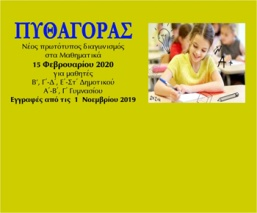 ΠΥΘΑΓΟΡΑΣ
Νέος πρωτότυπος διαγωνισμός
στα Μαθηματικά
15 Φεβρουαρίου 2020
για μαθητές
Β', Γ'-Δ', Ε'-Στ' Δημοτικού
Α'-Β', Γ' Γυμνασίου
Εγγραφές από τις 1 Νοεμβρίου 2019